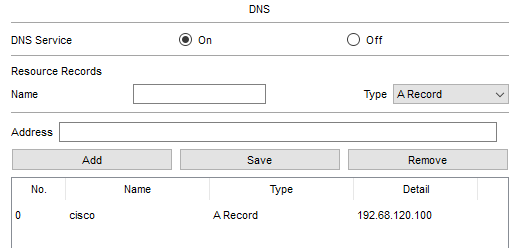 DNS
DNS Service On Off
Resource Records
Name Type A Record
Address
Add Save Remove
No. Name Type Detail
0 cisco A Record 192.68.120.100